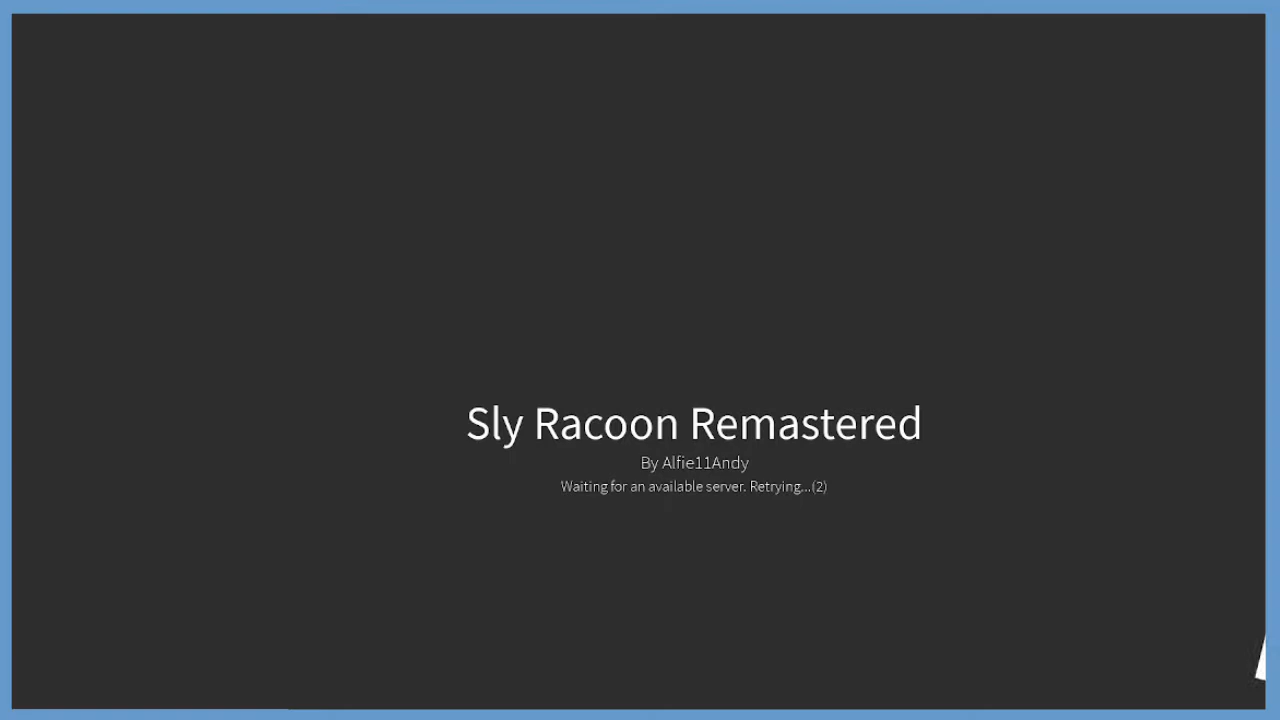 Sly Racoon Remastered
By Alfie11Andy
Waiting for an available server. Retrying...(2)